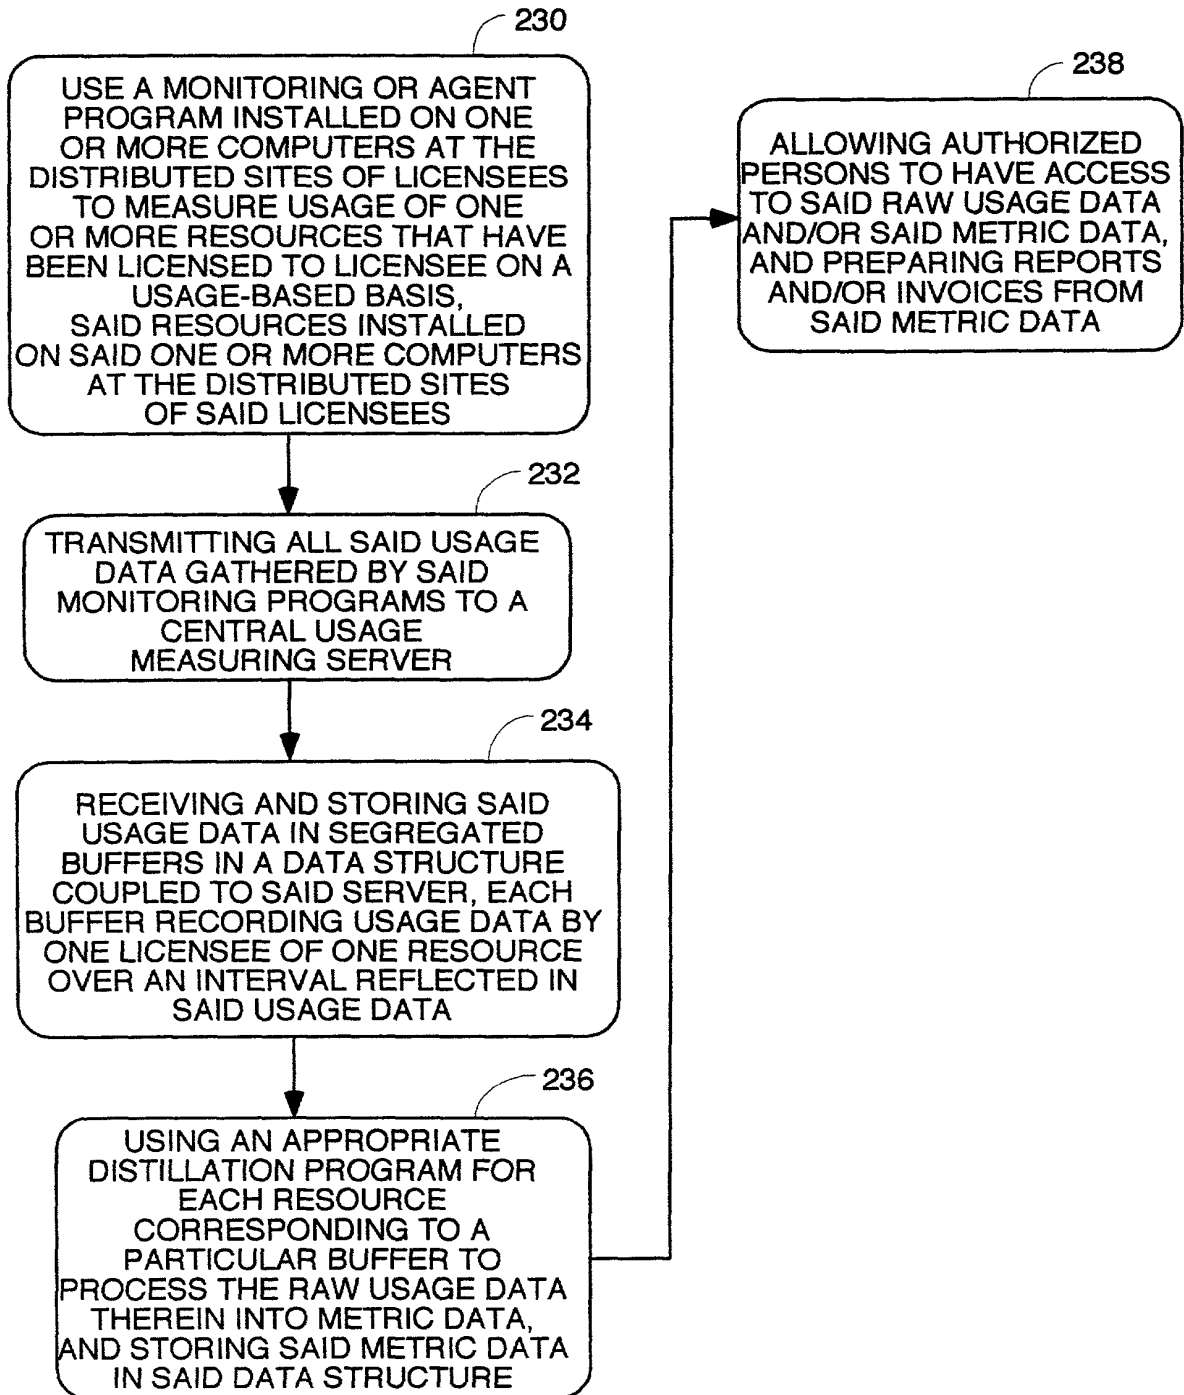 230
USE A MONITORING OR AGENT
PROGRAM INSTALLED ON ONE
OR MORE COMPUTERS AT THE
DISTRIBUTED SITES OF LICENSEES
TO MEASURE USAGE OF ONE
OR MORE RESOURCES THAT HAVE
BEEN LICENSED TO LICENSEE ON A
USAGE-BASED BASIS,
SAID RESOURCES INSTALLED
ON SAID ONE OR MORE COMPUTERS
AT THE DISTRIBUTED SITES
OF SAID LICENSEES
232
TRANSMITTING ALL SAID USAGE
DATA GATHERED BY SAID
MONITORING PROGRAMS TO A
CENTRAL USAGE
MEASURING SERVER
234
RECEIVING AND STORING SAID
USAGE DATA IN SEGREGATED
BUFFERS IN A DATA STRUCTURE
COUPLED TO SAID SERVER, EACH
BUFFER RECORDING USAGE DATA BY
ONE LICENSEE OF ONE RESOURCE
OVER AN INTERVAL REFLECTED IN
SAID USAGE DATA
236
USING AN APPROPRIATE
DISTILLATION PROGRAM FOR
EACH RESOURCE
CORRESPONDING TO A
PARTICULAR BUFFER TO
PROCESS THE RAW USAGE DATA
THEREIN INTO METRIC DATA,
AND STORING SAID METRIC DATA
IN SAID DATA STRUCTURE
238
ALLOWING AUTHORIZED
PERSONS TO HAVE ACCESS
TO SAID RAW USAGE DATA
AND/OR SAID METRIC DATA,
AND PREPARING REPORTS
AND/OR INVOICES FROM
SAID METRIC DATA